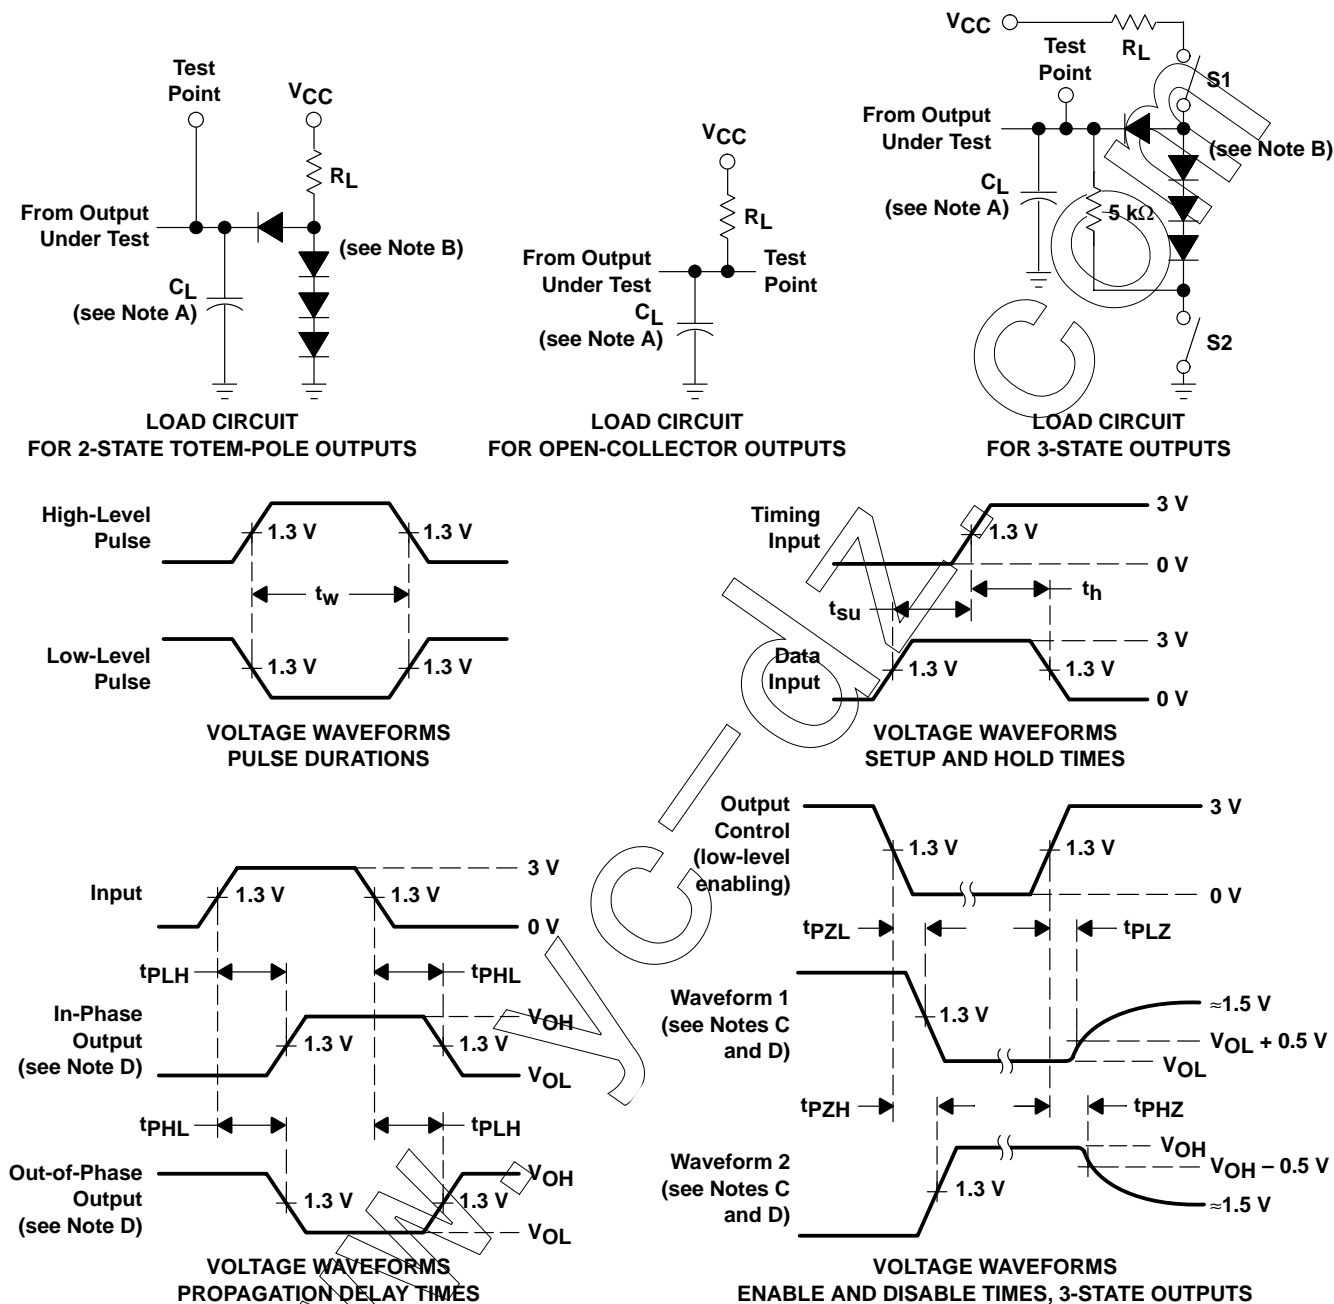 Test
Point
VCC
RL
From Output
Under Test
(see Note B)
CL
(see Note A)
LOAD CIRCUIT
FOR 2-STATE TOTEM-POLE OUTPUTS
VCC
RL
From Output
Under Test
Test
Point
CL
(see Note A)
LOAD CIRCUIT
FOR OPEN-COLLECTOR OUTPUTS
VCC
RL
Test
Point
S1
From Output
Under Test
(see Note B)
CL
(see Note A)
5 kΩ
S2
LOAD CIRCUIT
FOR 3-STATE OUTPUTS
High-Level
Pulse
1.3 V
1.3 V
tw
Low-Level
Pulse
1.3 V
1.3 V
VOLTAGE WAVEFORMS
PULSE DURATIONS
Timing
Input
1.3 V
3 V
0 V
tsu
th
Data
Input
1.3 V
1.3 V
3 V
0 V
VOLTAGE WAVEFORMS
SETUP AND HOLD TIMES
Input
1.3 V
1.3 V
3 V
0 V
tPLH
tPHL
In-Phase
Output
(see Note D)
1.3 V
1.3 V
VOH
VOL
tPHL
tPLH
Out-of-Phase
Output
(see Note D)
1.3 V
1.3 V
VOH
VOL
VOLTAGE WAVEFORMS
PROPAGATION DELAY TIMES
Output
Control
(low-level
enabling)
1.3 V
1.3 V
3 V
0 V
tPZL
tPLZ
Waveform 1
(see Notes C
and D)
1.3 V
≈1.5 V
VOL + 0.5 V
VOL
tPZH
tPHZ
Waveform 2
(see Notes C
and D)
1.3 V
VOH
VOH – 0.5 V
≈1.5 V
VOLTAGE WAVEFORMS
ENABLE AND DISABLE TIMES, 3-STATE OUTPUTS